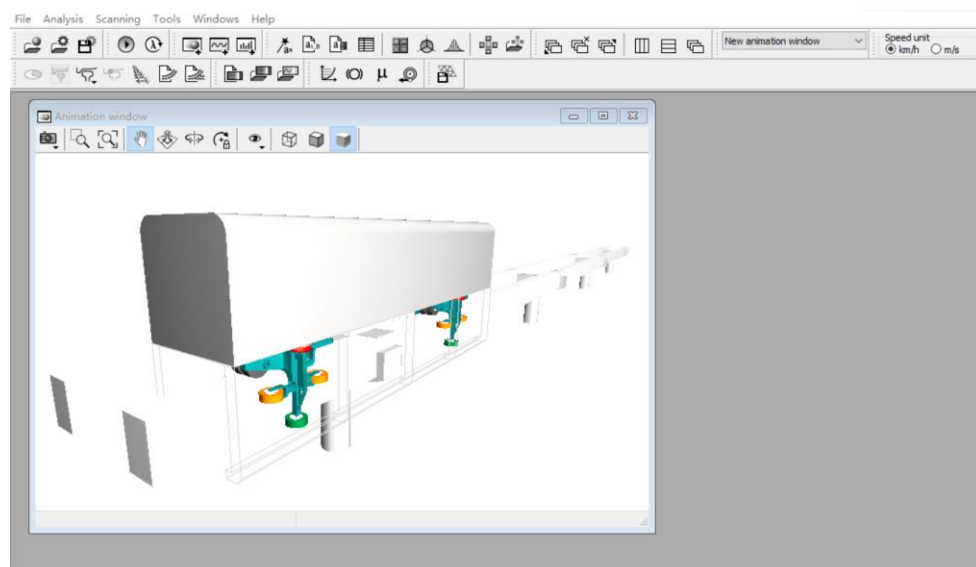 File Analysis Scanning Tools Windows Help
New animation window
Speed unit
km/h m/s
Animation window